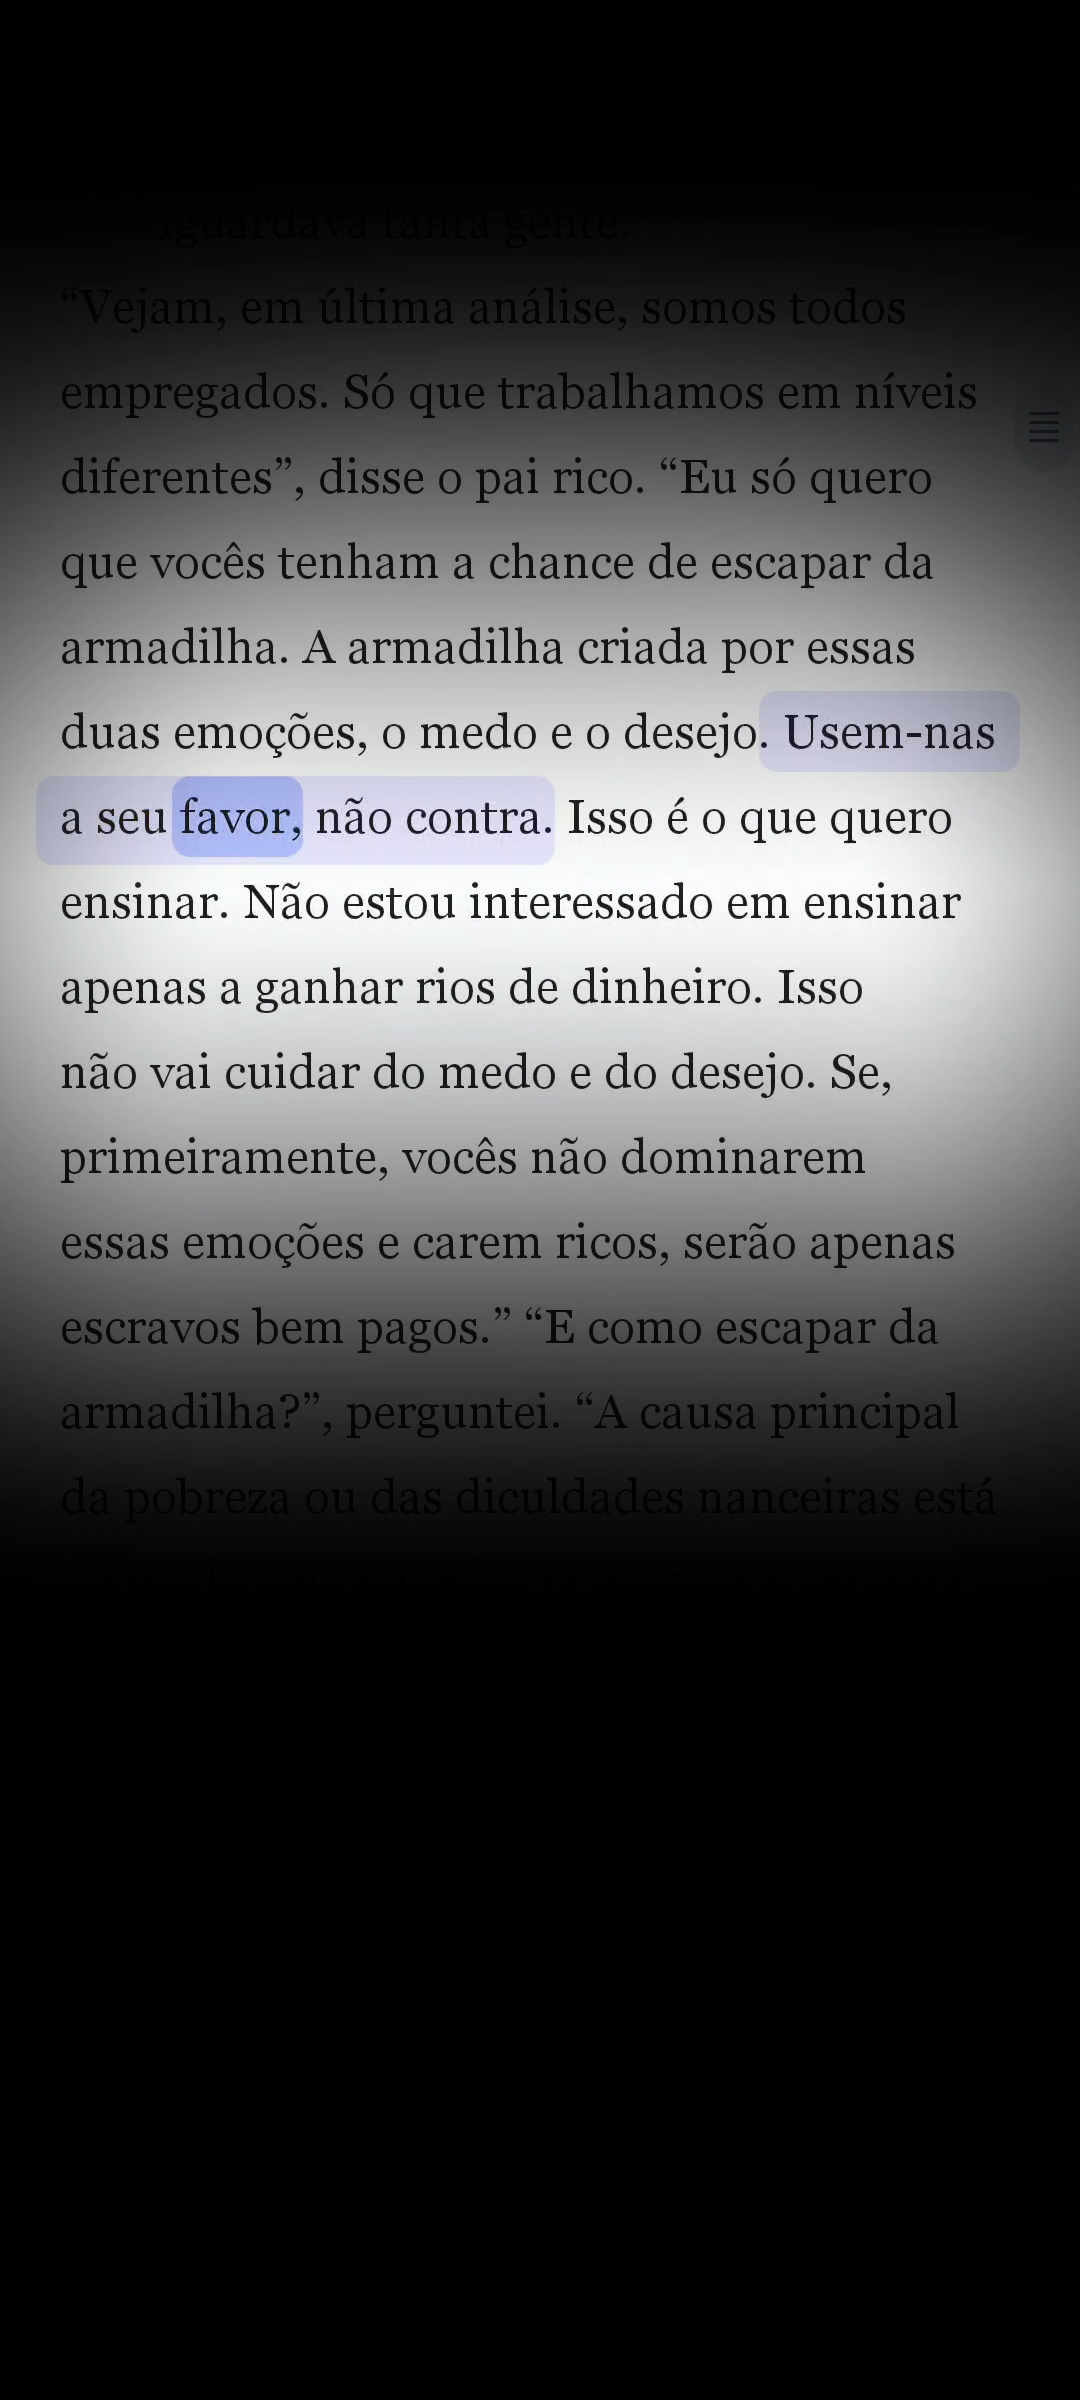 aguardava tanta gente.
“Vejam, em última análise, somos todos
empregados. Só que trabalhamos em níveis
diferentes”, disse o pai rico. “Eu só quero
que vocês tenham a chance de escapar da
armadilha. A armadilha criada por essas
duas emoções, o medo e o desejo. Usem-nas
a seu favor, não contra. Isso é o que quero
ensinar. Não estou interessado em ensinar
apenas a ganhar rios de dinheiro. Isso
não vai cuidar do medo e do desejo. Se,
primeiramente, vocês não dominarem
essas emoções e carem ricos, serão apenas
escravos bem pagos.” “E como escapar da
armadilha?”, perguntei. “A causa principal
da pobreza ou das diculdades nanceiras está